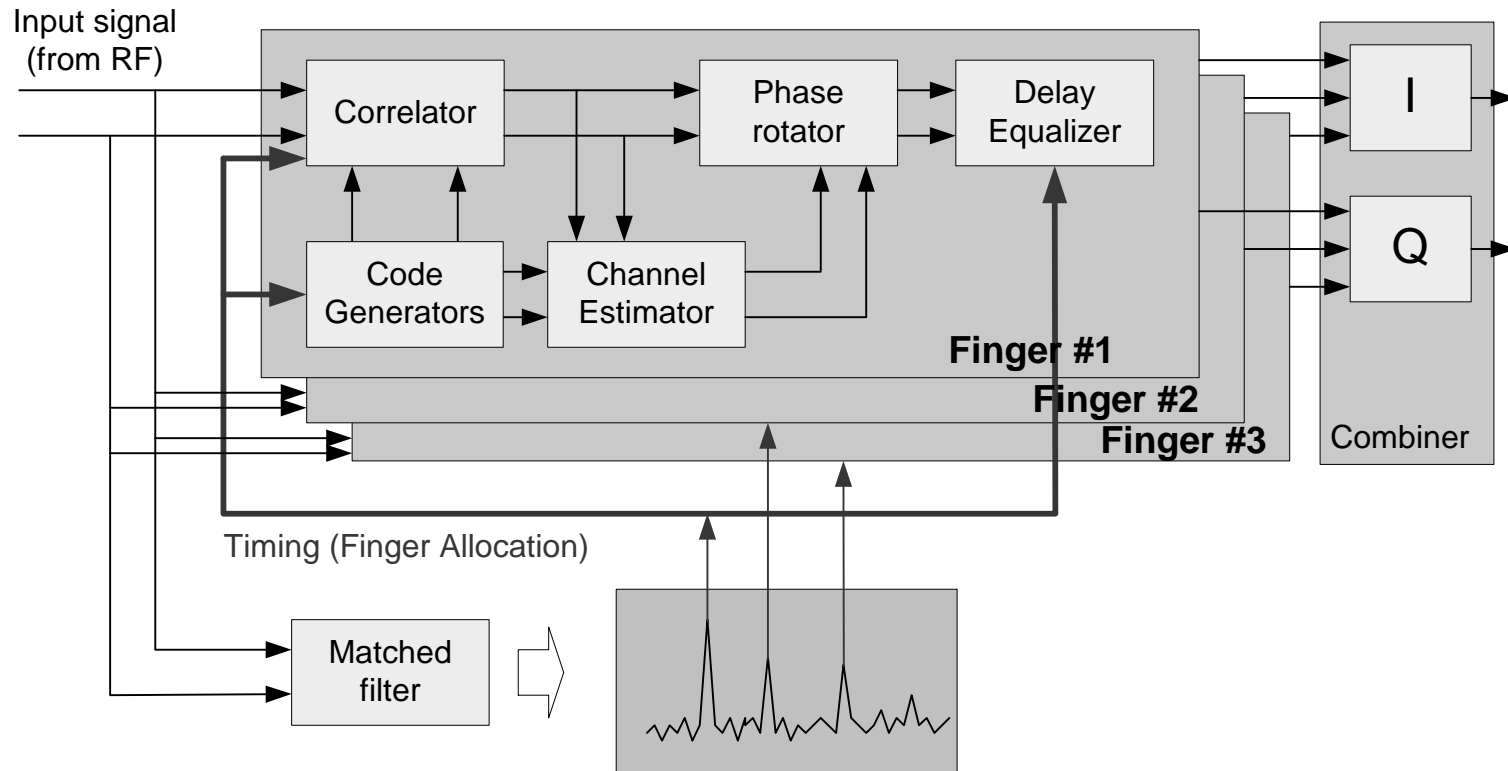 Input signal
(from RF)
Correlator
Phase
rotator
Delay
Equalizer
I
Code
Generators
Channel
Estimator
Q
Finger #1
Finger #2
Finger #3
Combiner
Timing (Finger Allocation)
Matched
filter